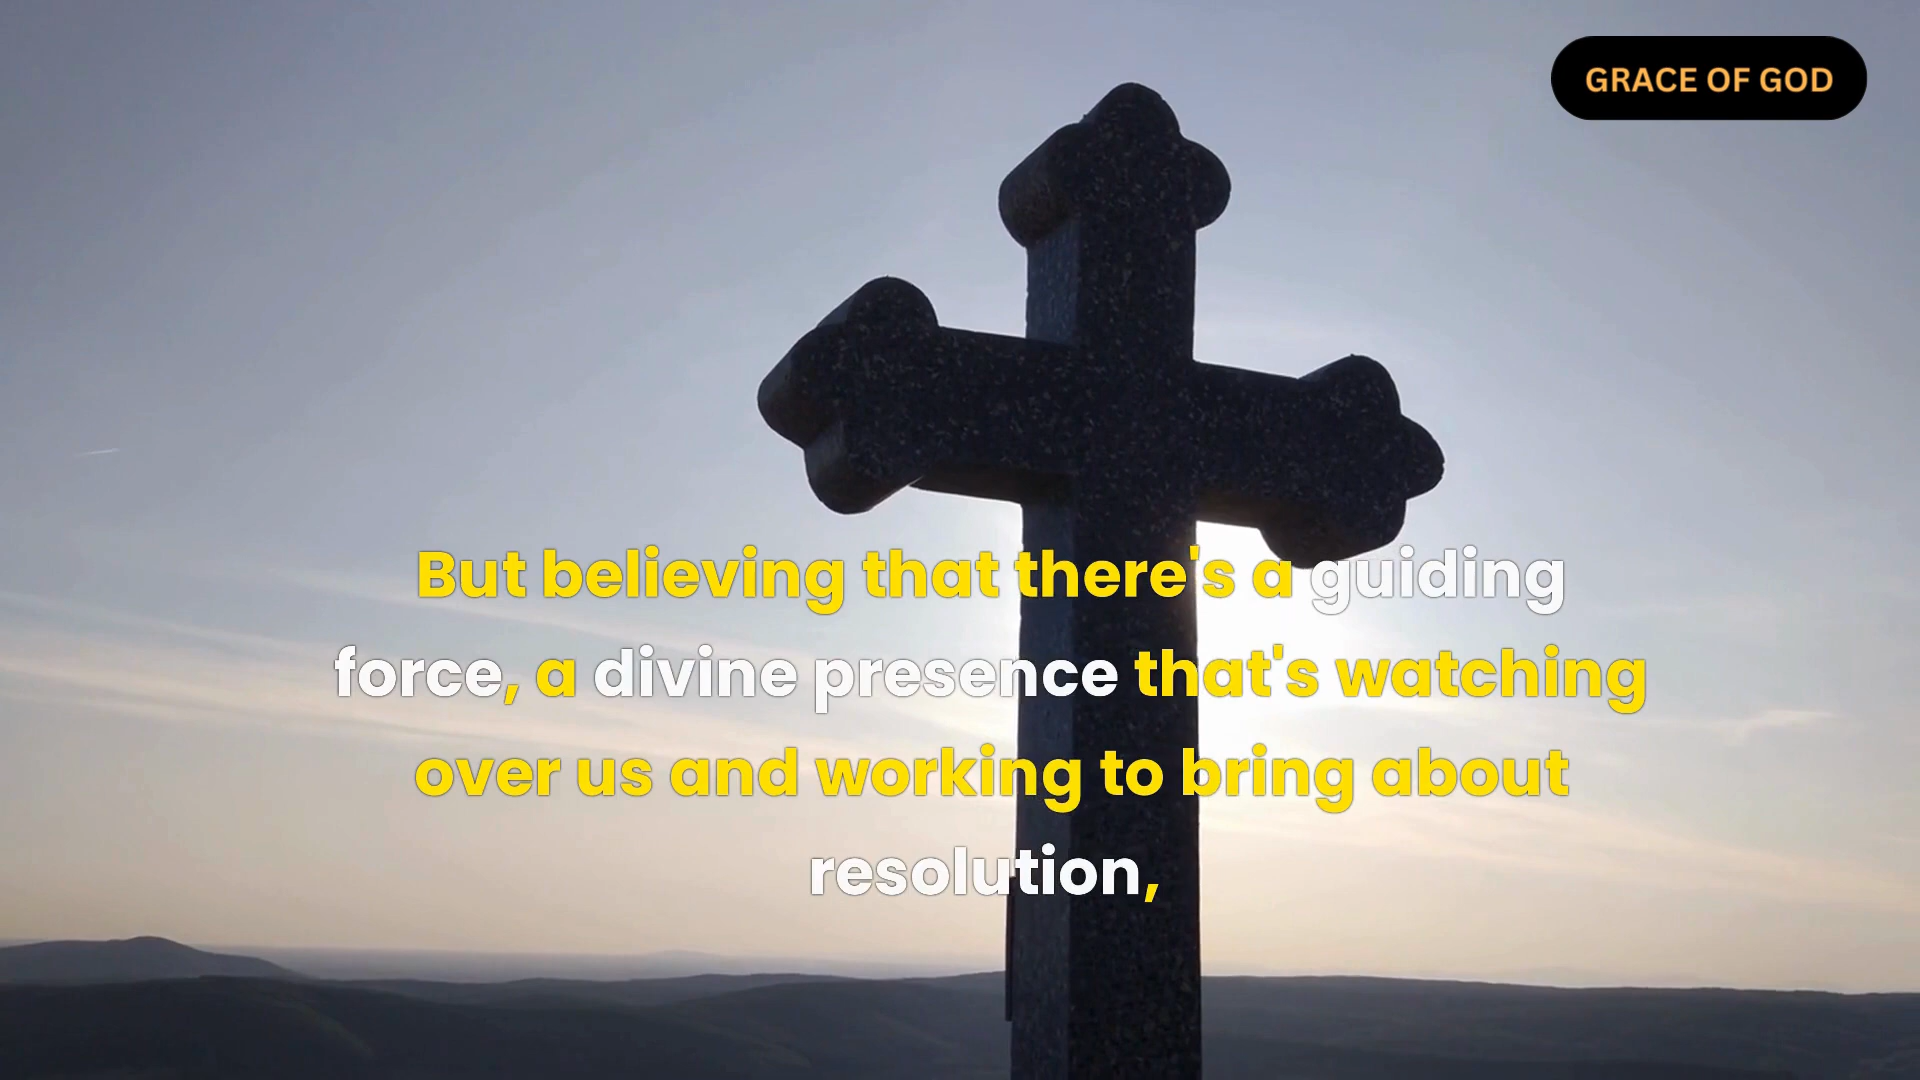 GRACE OF GOD
But believing that there's a guiding
force, a divine presence that's watching
over us and working to bring about
resolution,